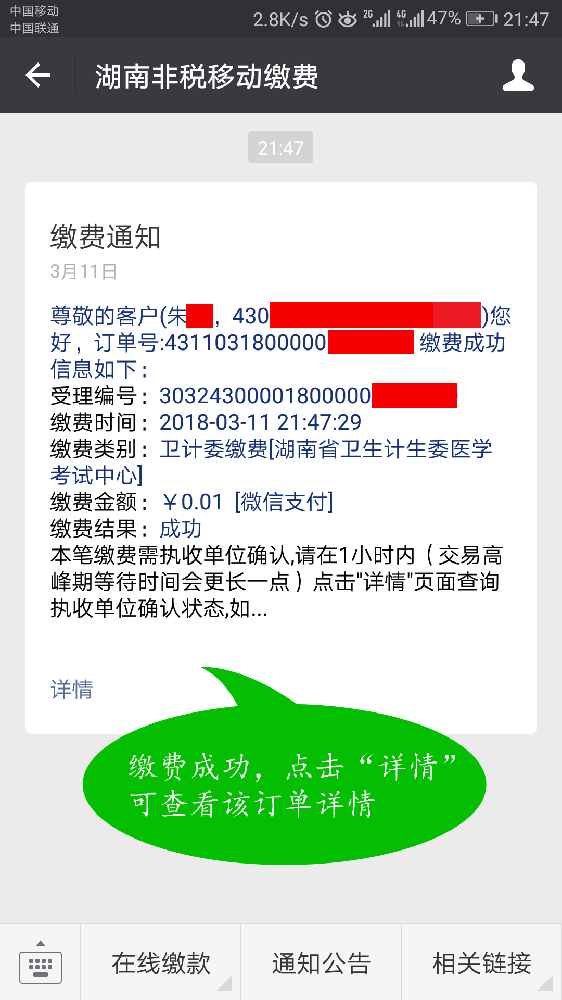 中国移动
中国联通
2.8K/s 2G 4G 47% 21:47
湖南非税移动缴费
21:47
缴费通知
3月11日
尊敬的客户(朱 ，430 )您
好，订单号:4311031800000 缴费成功
信息如下：
受理编号：30324300001800000
缴费时间：2018-03-11 21:47:29
缴费类别：卫计委缴费[湖南省卫生计生委医学
考试中心]
缴费金额：￥0.01 [微信支付]
缴费结果：成功
本笔缴费需执收单位确认,请在1小时内（交易高
峰期等待时间会更长一点）点击"详情"页面查询
执收单位确认状态,如...
详情
缴费成功，点击“详情”
可查看该订单详情
在线缴款
通知公告
相关链接